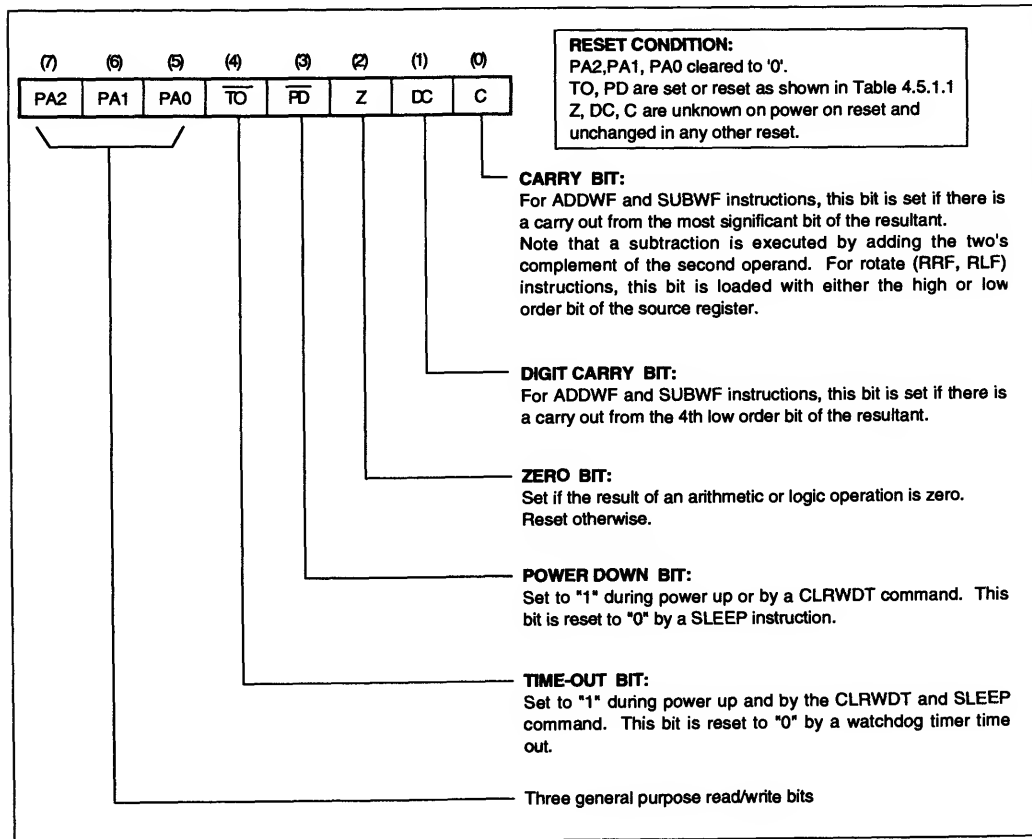 (7) (6) (5) (4) (3) (2) (1) (0)
PA2 PA1 PA0 T̅O̅ P̅D̅ Z DC C
RESET CONDITION:
PA2,PA1, PA0 cleared to '0'.
TO, PD are set or reset as shown in Table 4.5.1.1
Z, DC, C are unknown on power on reset and
unchanged in any other reset.
CARRY BIT:
For ADDWF and SUBWF instructions, this bit is set if there is
a carry out from the most significant bit of the resultant.
Note that a subtraction is executed by adding the two's
complement of the second operand. For rotate (RRF, RLF)
instructions, this bit is loaded with either the high or low
order bit of the source register.
DIGIT CARRY BIT:
For ADDWF and SUBWF instructions, this bit is set if there is
a carry out from the 4th low order bit of the resultant.
ZERO BIT:
Set if the result of an arithmetic or logic operation is zero.
Reset otherwise.
POWER DOWN BIT:
Set to "1" during power up or by a CLRWDT command. This
bit is reset to "0" by a SLEEP instruction.
TIME-OUT BIT:
Set to "1" during power up and by the CLRWDT and SLEEP
command. This bit is reset to "0" by a watchdog timer time
out.
Three general purpose read/write bits